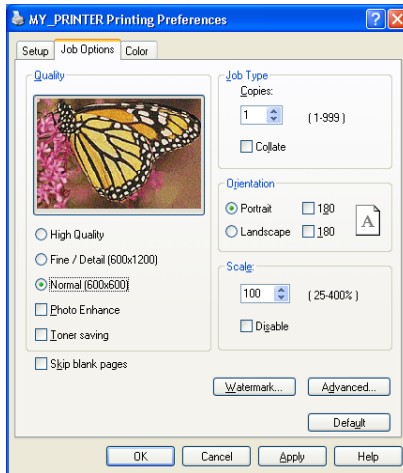 MY_PRINTER Printing Preferences
Setup Job Options Color
Quality
High Quality
Fine / Detail (600x1200)
Normal (600x600)
Photo Enhance
Toner saving
Skip blank pages
Job Type
Copies:
1 ( 1-999 )
Collate
Orientation
Portrait 180
Landscape 180
A
Scale:
100 ( 25-400% )
Disable
Watermark... Advanced...
Default
OK Cancel Apply Help